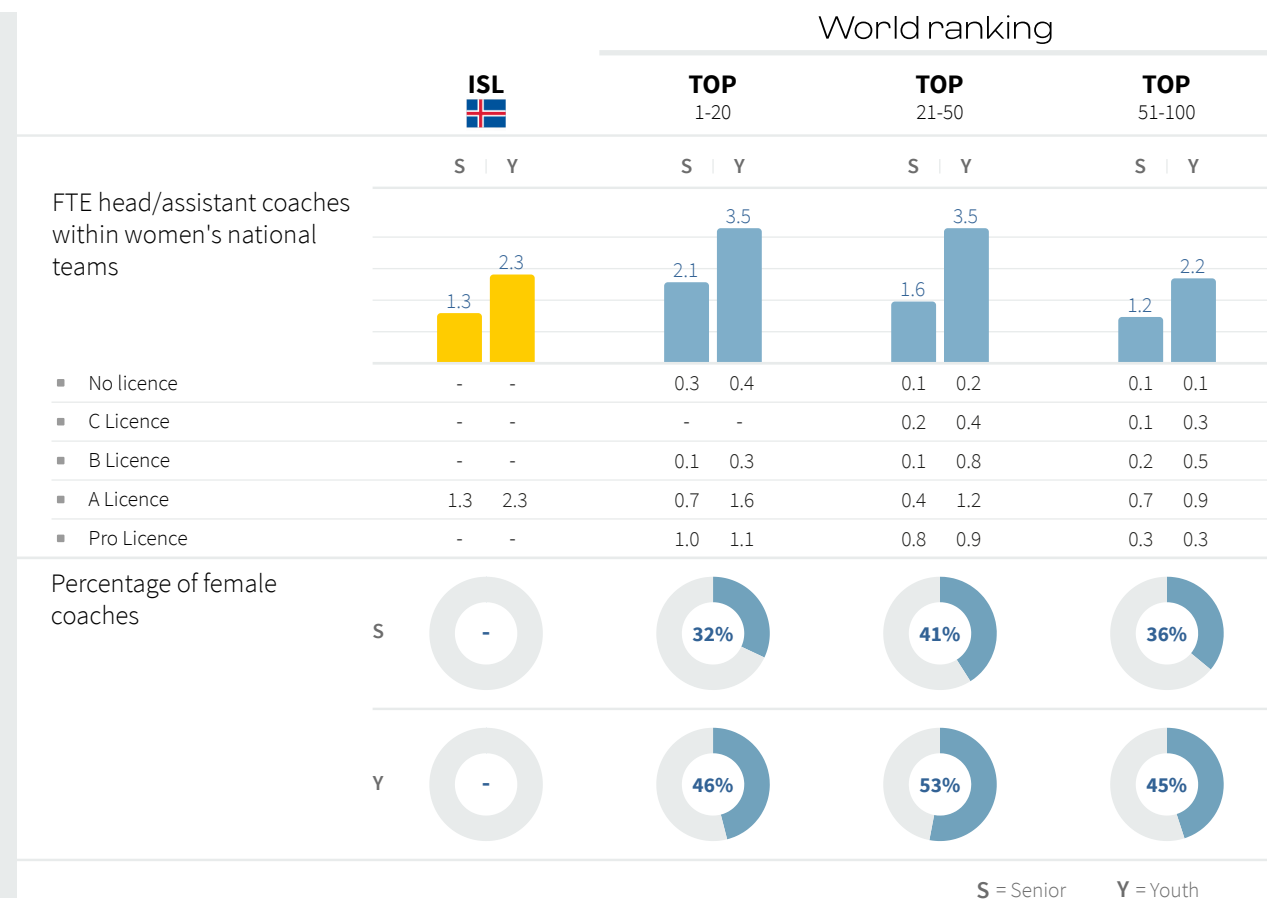 World ranking
ISL TOP TOP TOP
1-20 21-50 51-100
S Y S Y S Y S Y
FTE head/assistant coaches
within women's national
teams
1.3 2.3 2.1 3.5 1.6 3.5 1.2 2.2
No licence - - 0.3 0.4 0.1 0.2 0.1 0.1
C Licence - - - - 0.2 0.4 0.1 0.3
B Licence - - 0.1 0.3 0.1 0.8 0.2 0.5
A Licence 1.3 2.3 0.7 1.6 0.4 1.2 0.7 0.9
Pro Licence - - 1.0 1.1 0.8 0.9 0.3 0.3
Percentage of female
coaches
S - 32% 41% 36%
Y - 46% 53% 45%
S = Senior Y = Youth